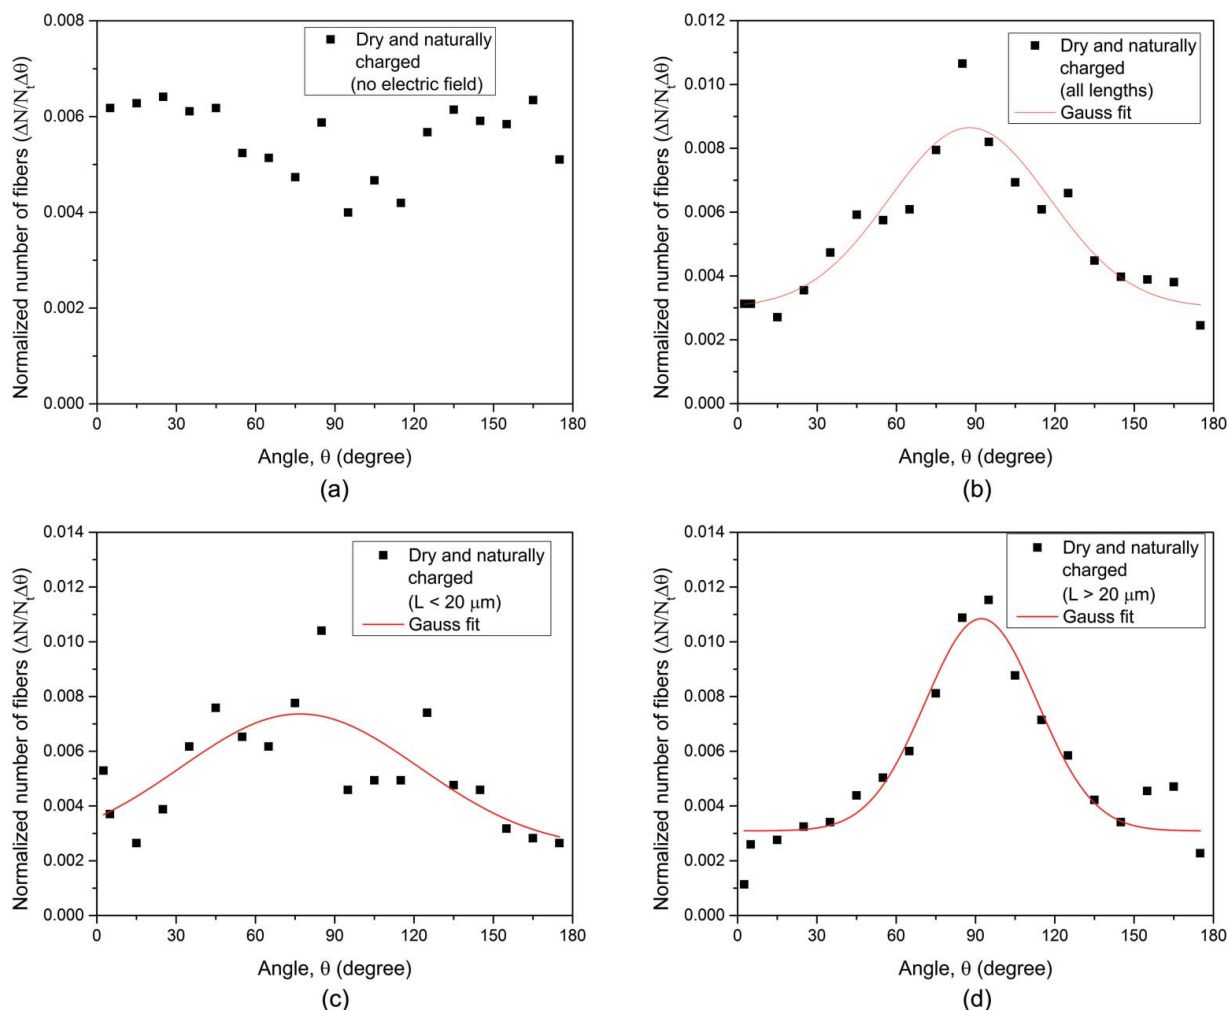 0.008
0.006
0.004
0.002
0.000
Normalized number of fibers (ΔN/NₜΔθ)
Dry and naturally
charged
(no electric field)
0 30 60 90 120 150 180
Angle, θ (degree)
(a)
0.012
0.010
0.008
0.006
0.004
0.002
0.000
Normalized number of fibers (ΔN/NₜΔθ)
Dry and naturally
charged
(all lengths)
Gauss fit
0 30 60 90 120 150 180
Angle, θ (degree)
(b)
0.014
0.012
0.010
0.008
0.006
0.004
0.002
0.000
Normalized number of fibers (ΔN/NₜΔθ)
Dry and naturally
charged
(L < 20 μm)
Gauss fit
0 30 60 90 120 150 180
Angle, θ (degree)
(c)
0.014
0.012
0.010
0.008
0.006
0.004
0.002
0.000
Normalized number of fibers (ΔN/NₜΔθ)
Dry and naturally
charged
(L > 20 μm)
Gauss fit
0 30 60 90 120 150 180
Angle, θ (degree)
(d)